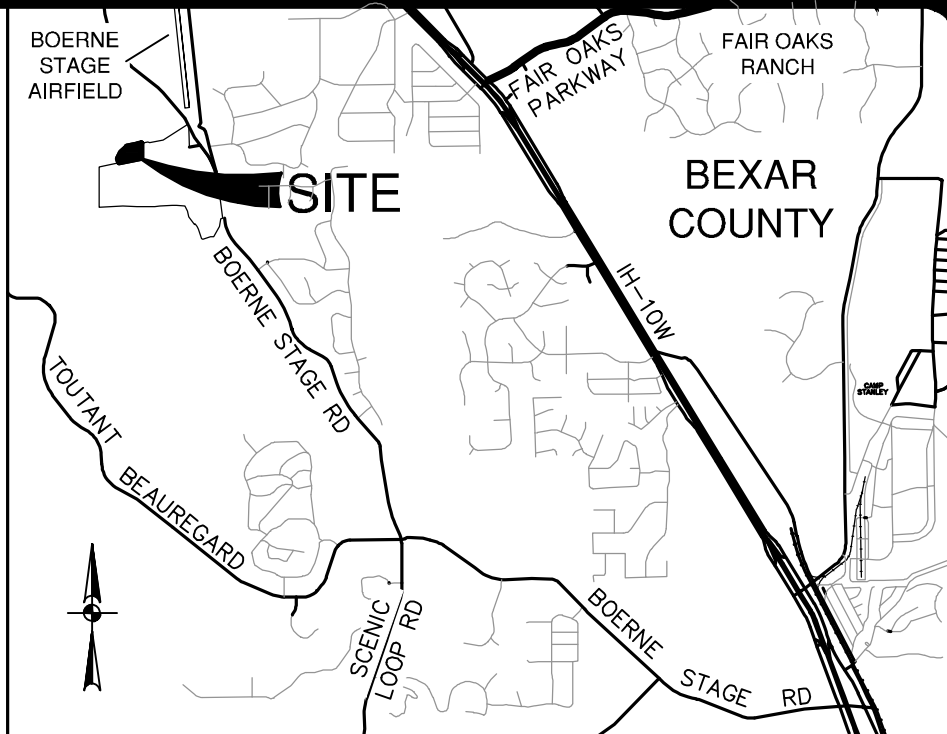 BOERNE
STAGE
AIRFIELD
FAIR OAKS
PARKWAY
FAIR OAKS
RANCH
SITE
BEXAR
COUNTY
BOERNE STAGE RD
IH-10W
TOUTANT
BEAUREGARD
CAMP
STANLEY
SCENIC
LOOP RD
BOERNE
STAGE
RD